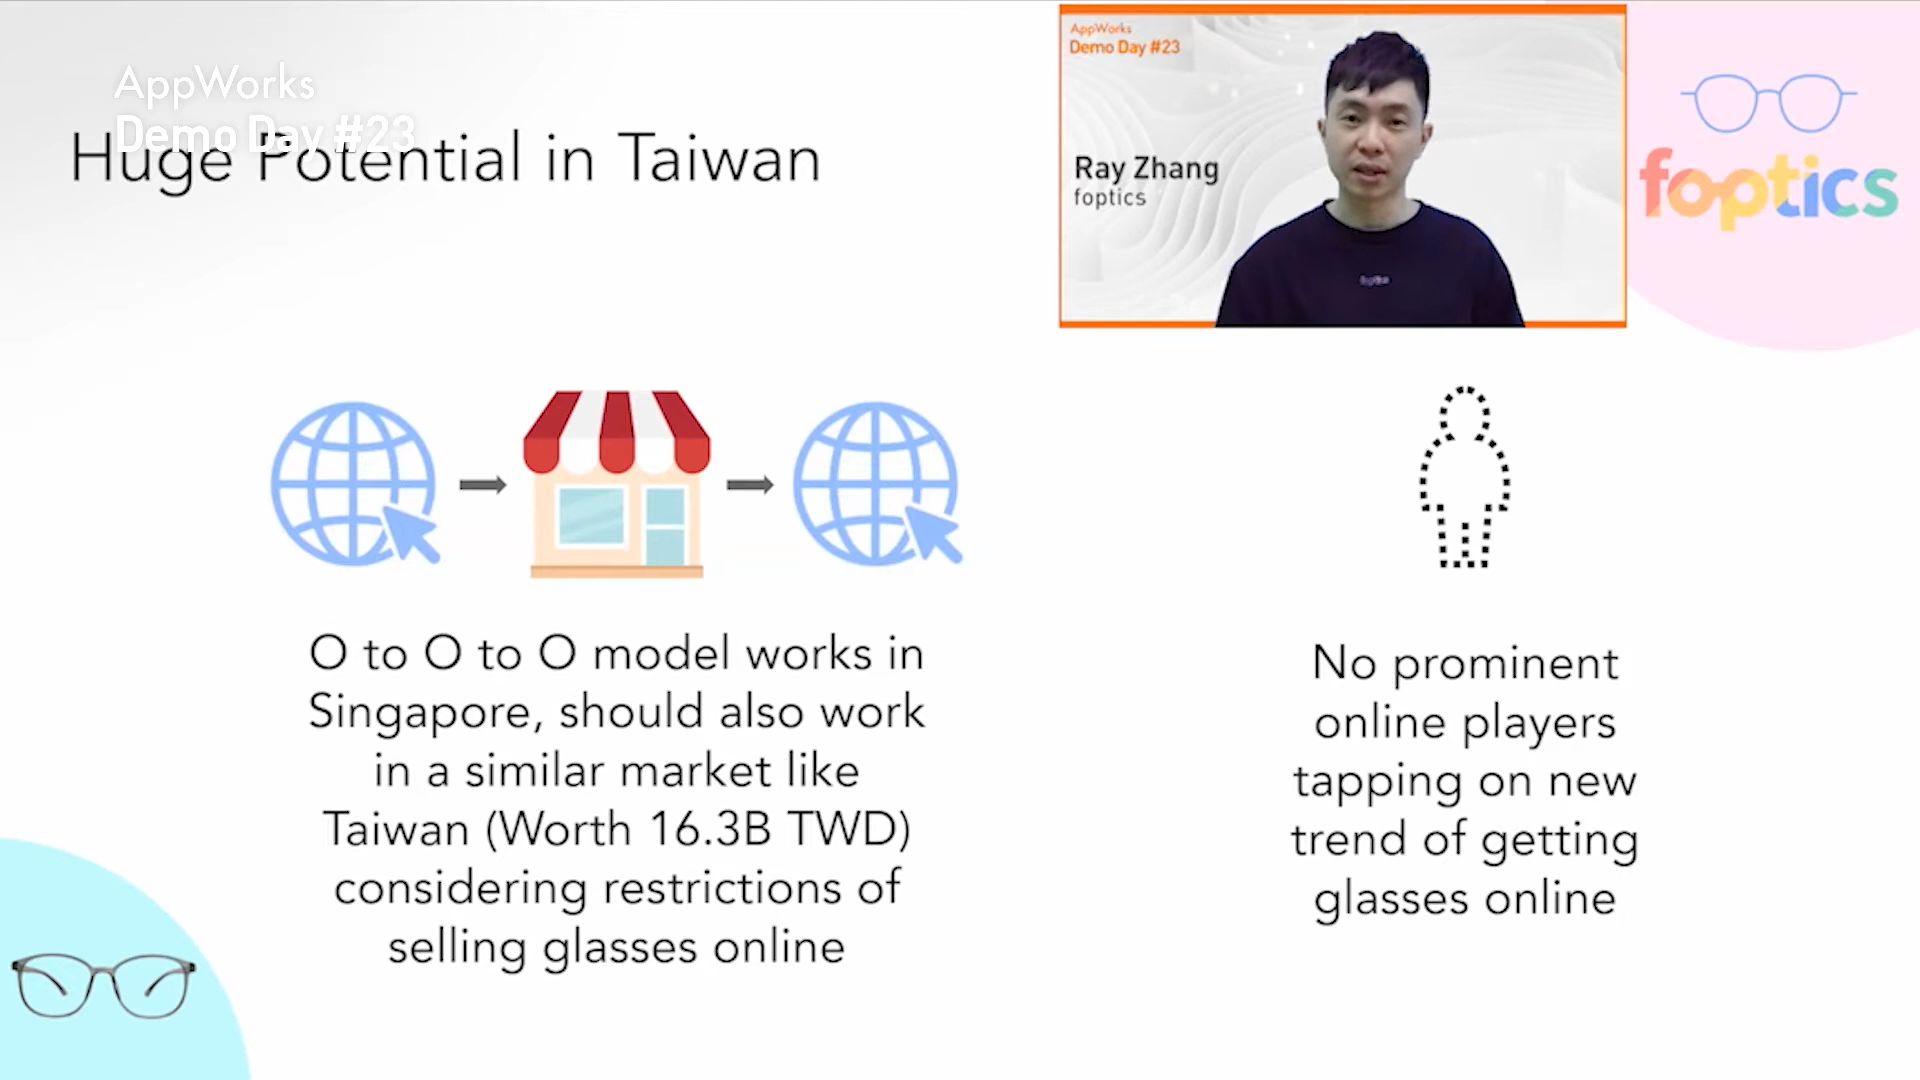 AppWorks
Demo Day #23
Huge Potential in Taiwan
AppWorks
Demo Day #23
Ray Zhang
foptics
foptics
O to O to O model works in
Singapore, should also work
in a similar market like
Taiwan (Worth 16.3B TWD)
considering restrictions of
selling glasses online
No prominent
online players
tapping on new
trend of getting
glasses online